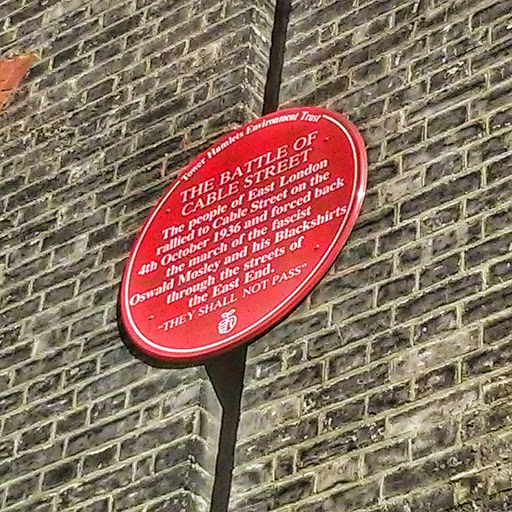 Tower Hamlets Environment Trust
THE BATTLE OF
CABLE STREET
The people of East London
rallied to Cable Street on the
4th October 1936 and forced back
the march of the fascist
Oswald Mosley and his Blackshirts
through the streets of
the East End.
"THEY SHALL NOT PASS"